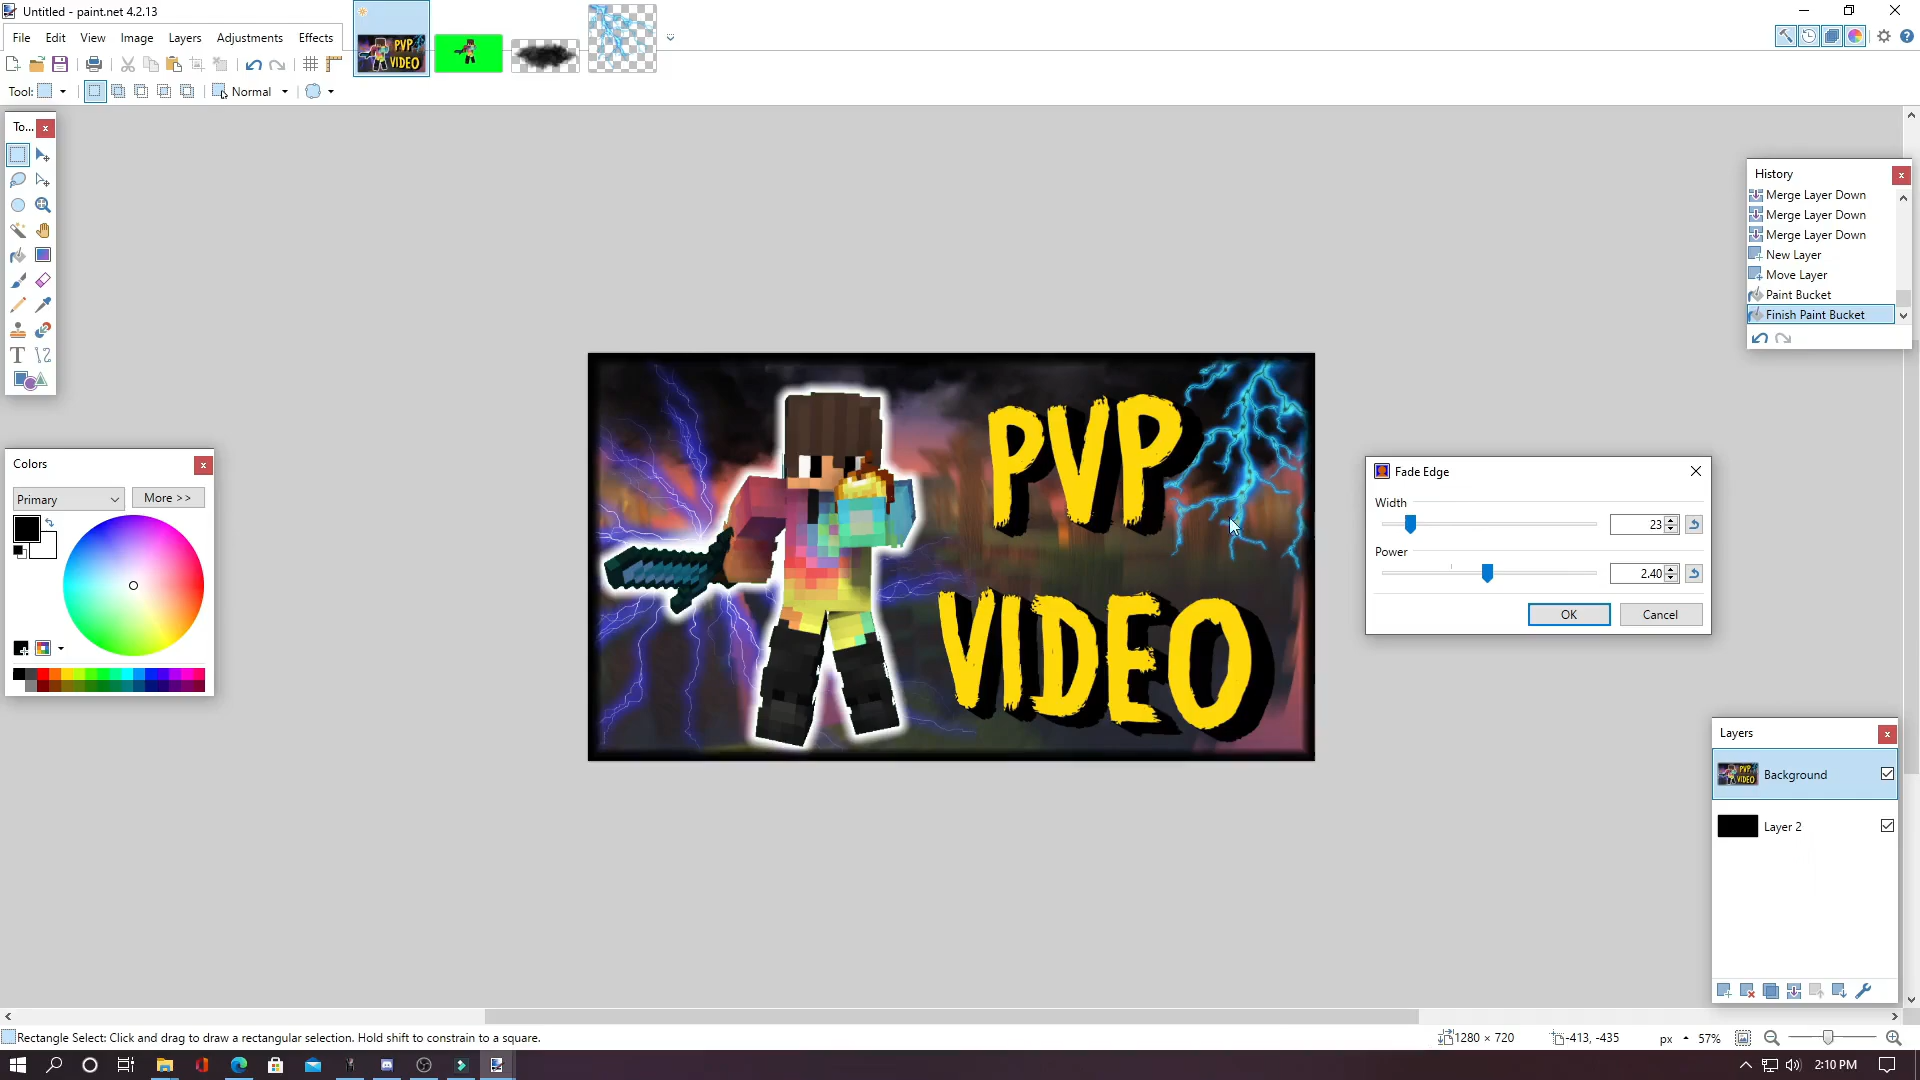 Untitled - paint.net 4.2.13
File Edit View Image Layers Adjustments Effects
Tool: Normal
To...
Colors
Primary
More >>
PVP
VIDEO
Fade Edge
Width
23
Power
2.40
OK Cancel
History
Merge Layer Down
Merge Layer Down
Merge Layer Down
New Layer
Move Layer
Paint Bucket
Finish Paint Bucket
Layers
Background
Layer 2
Rectangle Select: Click and drag to draw a rectangular selection. Hold shift to constrain to a square.
1280 × 720
-413, -435
px
57%
2:10 PM